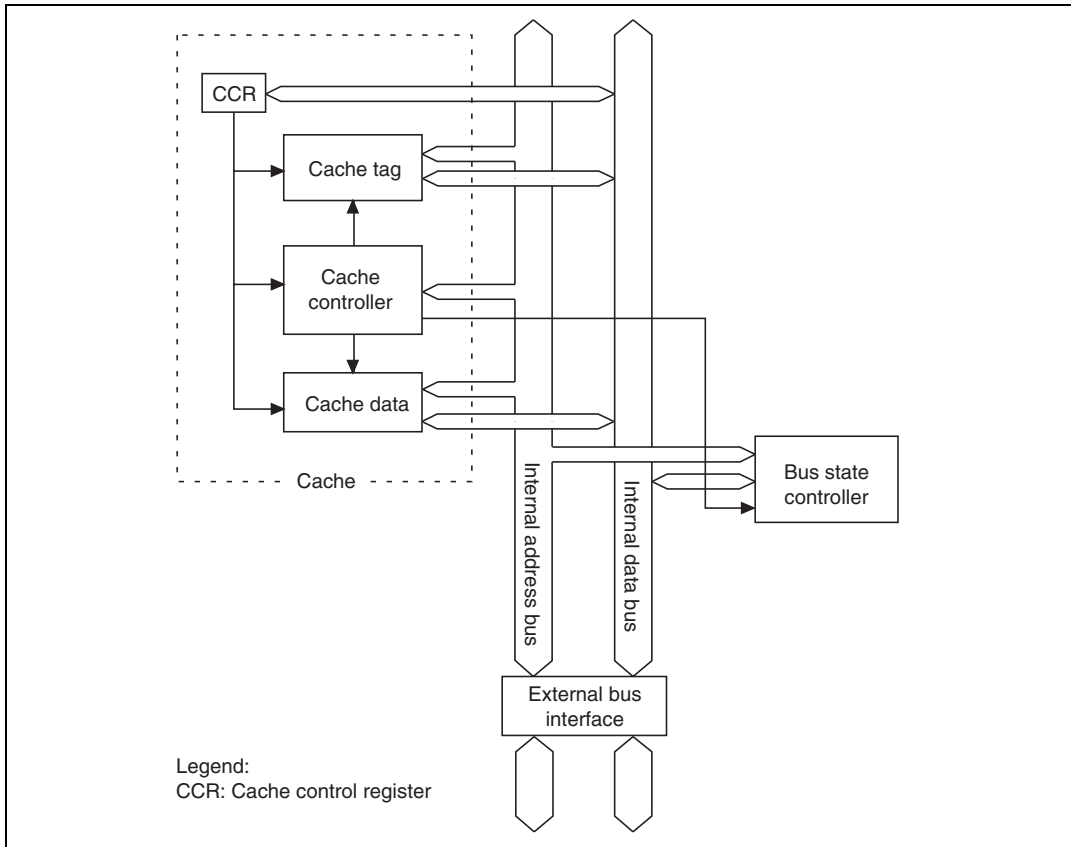 CCR
Cache tag
Cache
controller
Cache data
Cache
Internal address bus
Internal data bus
Bus state
controller
External bus
interface
Legend:
CCR: Cache control register